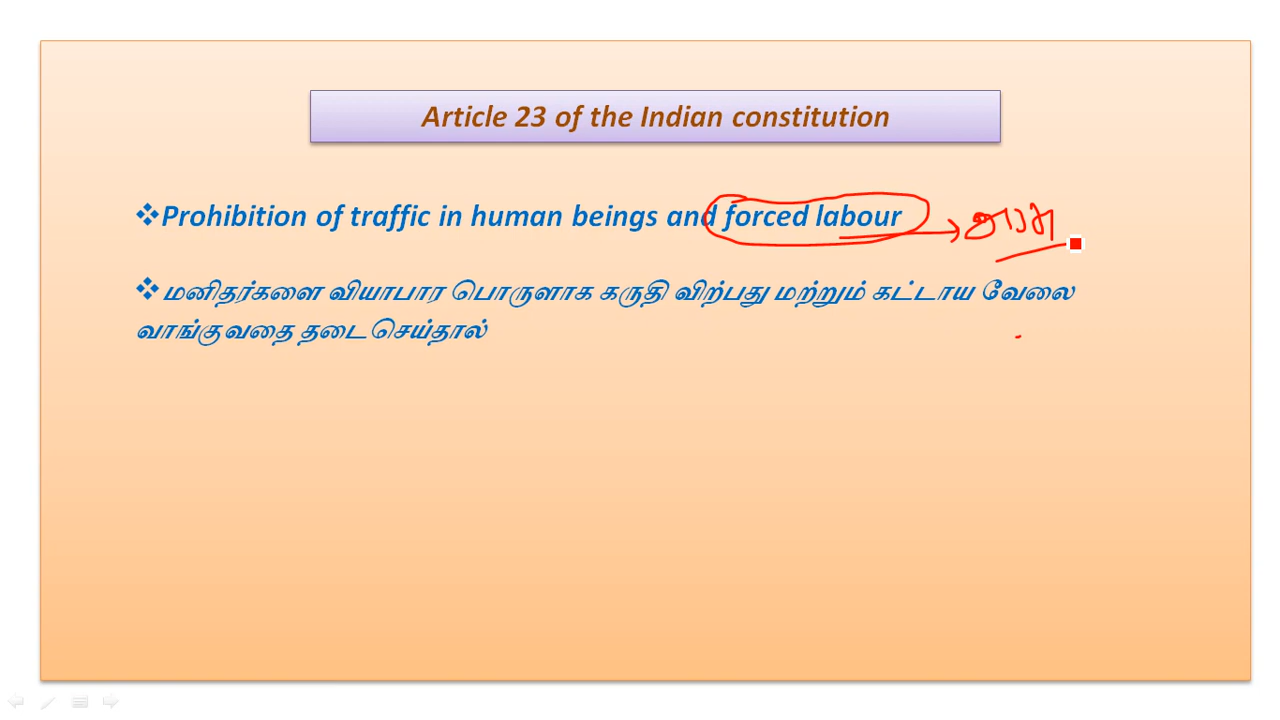 Article 23 of the Indian constitution
❖Prohibition of traffic in human beings and forced labour
❖மனிதர்களை வியாபார பொருளாக கருதி விற்பது மற்றும் கட்டாய வேலை
வாங்குவதை தடை செய்தால்